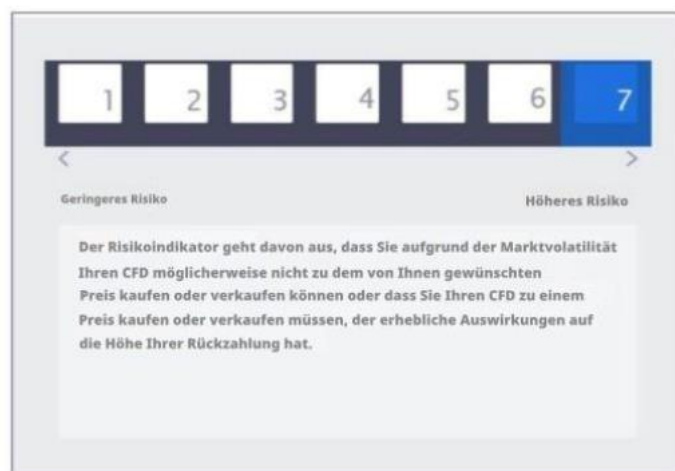 1 2 3 4 5 6 7
< >
Geringeres Risiko Höheres Risiko
Der Risikoindikator geht davon aus, dass Sie aufgrund der Marktvolatilität
Ihren CFD möglicherweise nicht zu dem von Ihnen gewünschten
Preis kaufen oder verkaufen können oder dass Sie Ihren CFD zu einem
Preis kaufen oder verkaufen müssen, der erhebliche Auswirkungen auf
die Höhe Ihrer Rückzahlung hat.